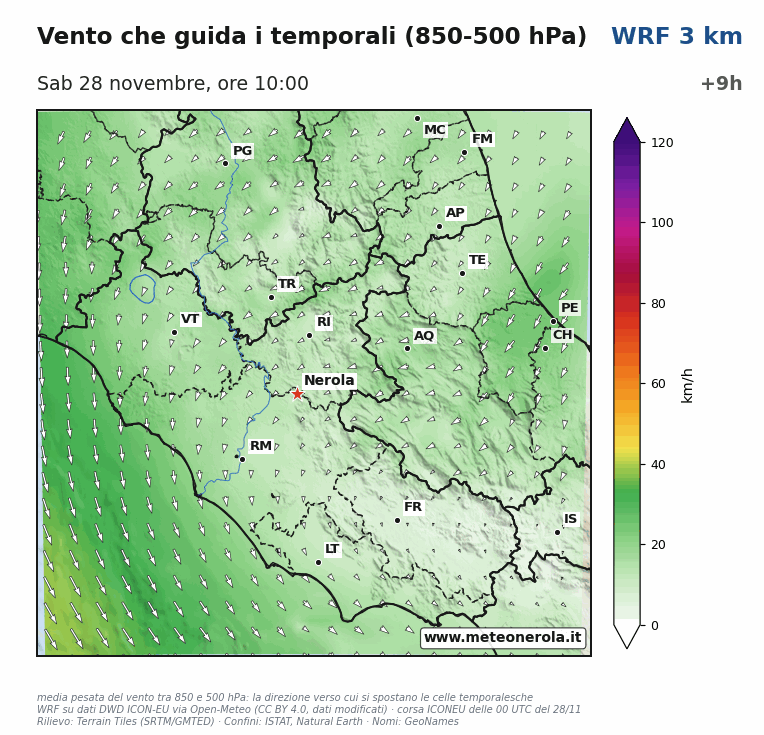 Vento che guida i temporali (850-500 hPa) WRF 3 km
Sab 28 novembre, ore 10:00 +9h
MC
FM
PG
AP
TE
TR
PE
VT
RI
CH
AQ
Nerola
RM
FR
IS
LT
www.meteonerola.it
120
100
80
60
40
20
0
km/h
media pesata del vento tra 850 e 500 hPa: la direzione verso cui si spostano le celle temporalesche
WRF su dati DWD ICON-EU via Open-Meteo (CC BY 4.0, dati modificati) · corsa ICONEU delle 00 UTC del 28/11
Rilievo: Terrain Tiles (SRTM/GMTED) · Confini: ISTAT, Natural Earth · Nomi: GeoNames